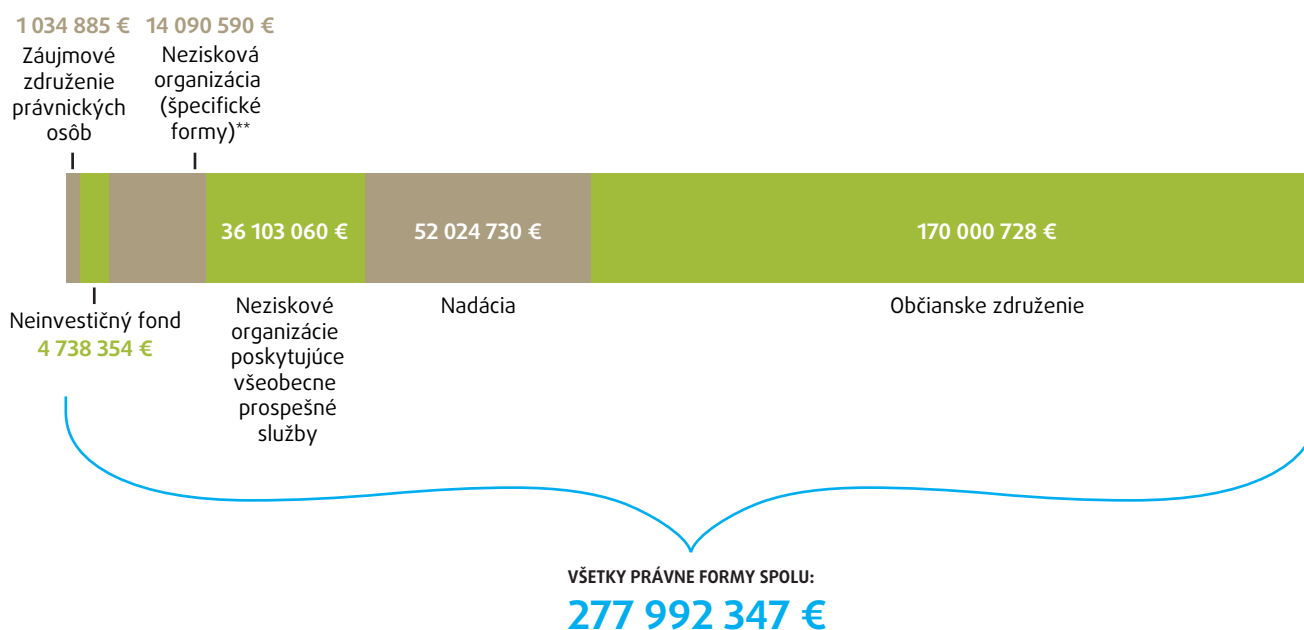 1 034 885 €
Záujmové
združenie
právnických
osôb
14 090 590 €
Nezisková
organizácia
(špecifické
formy)**
36 103 060 €
52 024 730 €
170 000 728 €
Neinvestičný fond
4 738 354 €
Neziskové
organizácie
poskytujúce
všeobecne
prospešné
služby
Nadácia
Občianske združenie
VŠETKY PRÁVNE FORMY SPOLU:
277 992 347 €